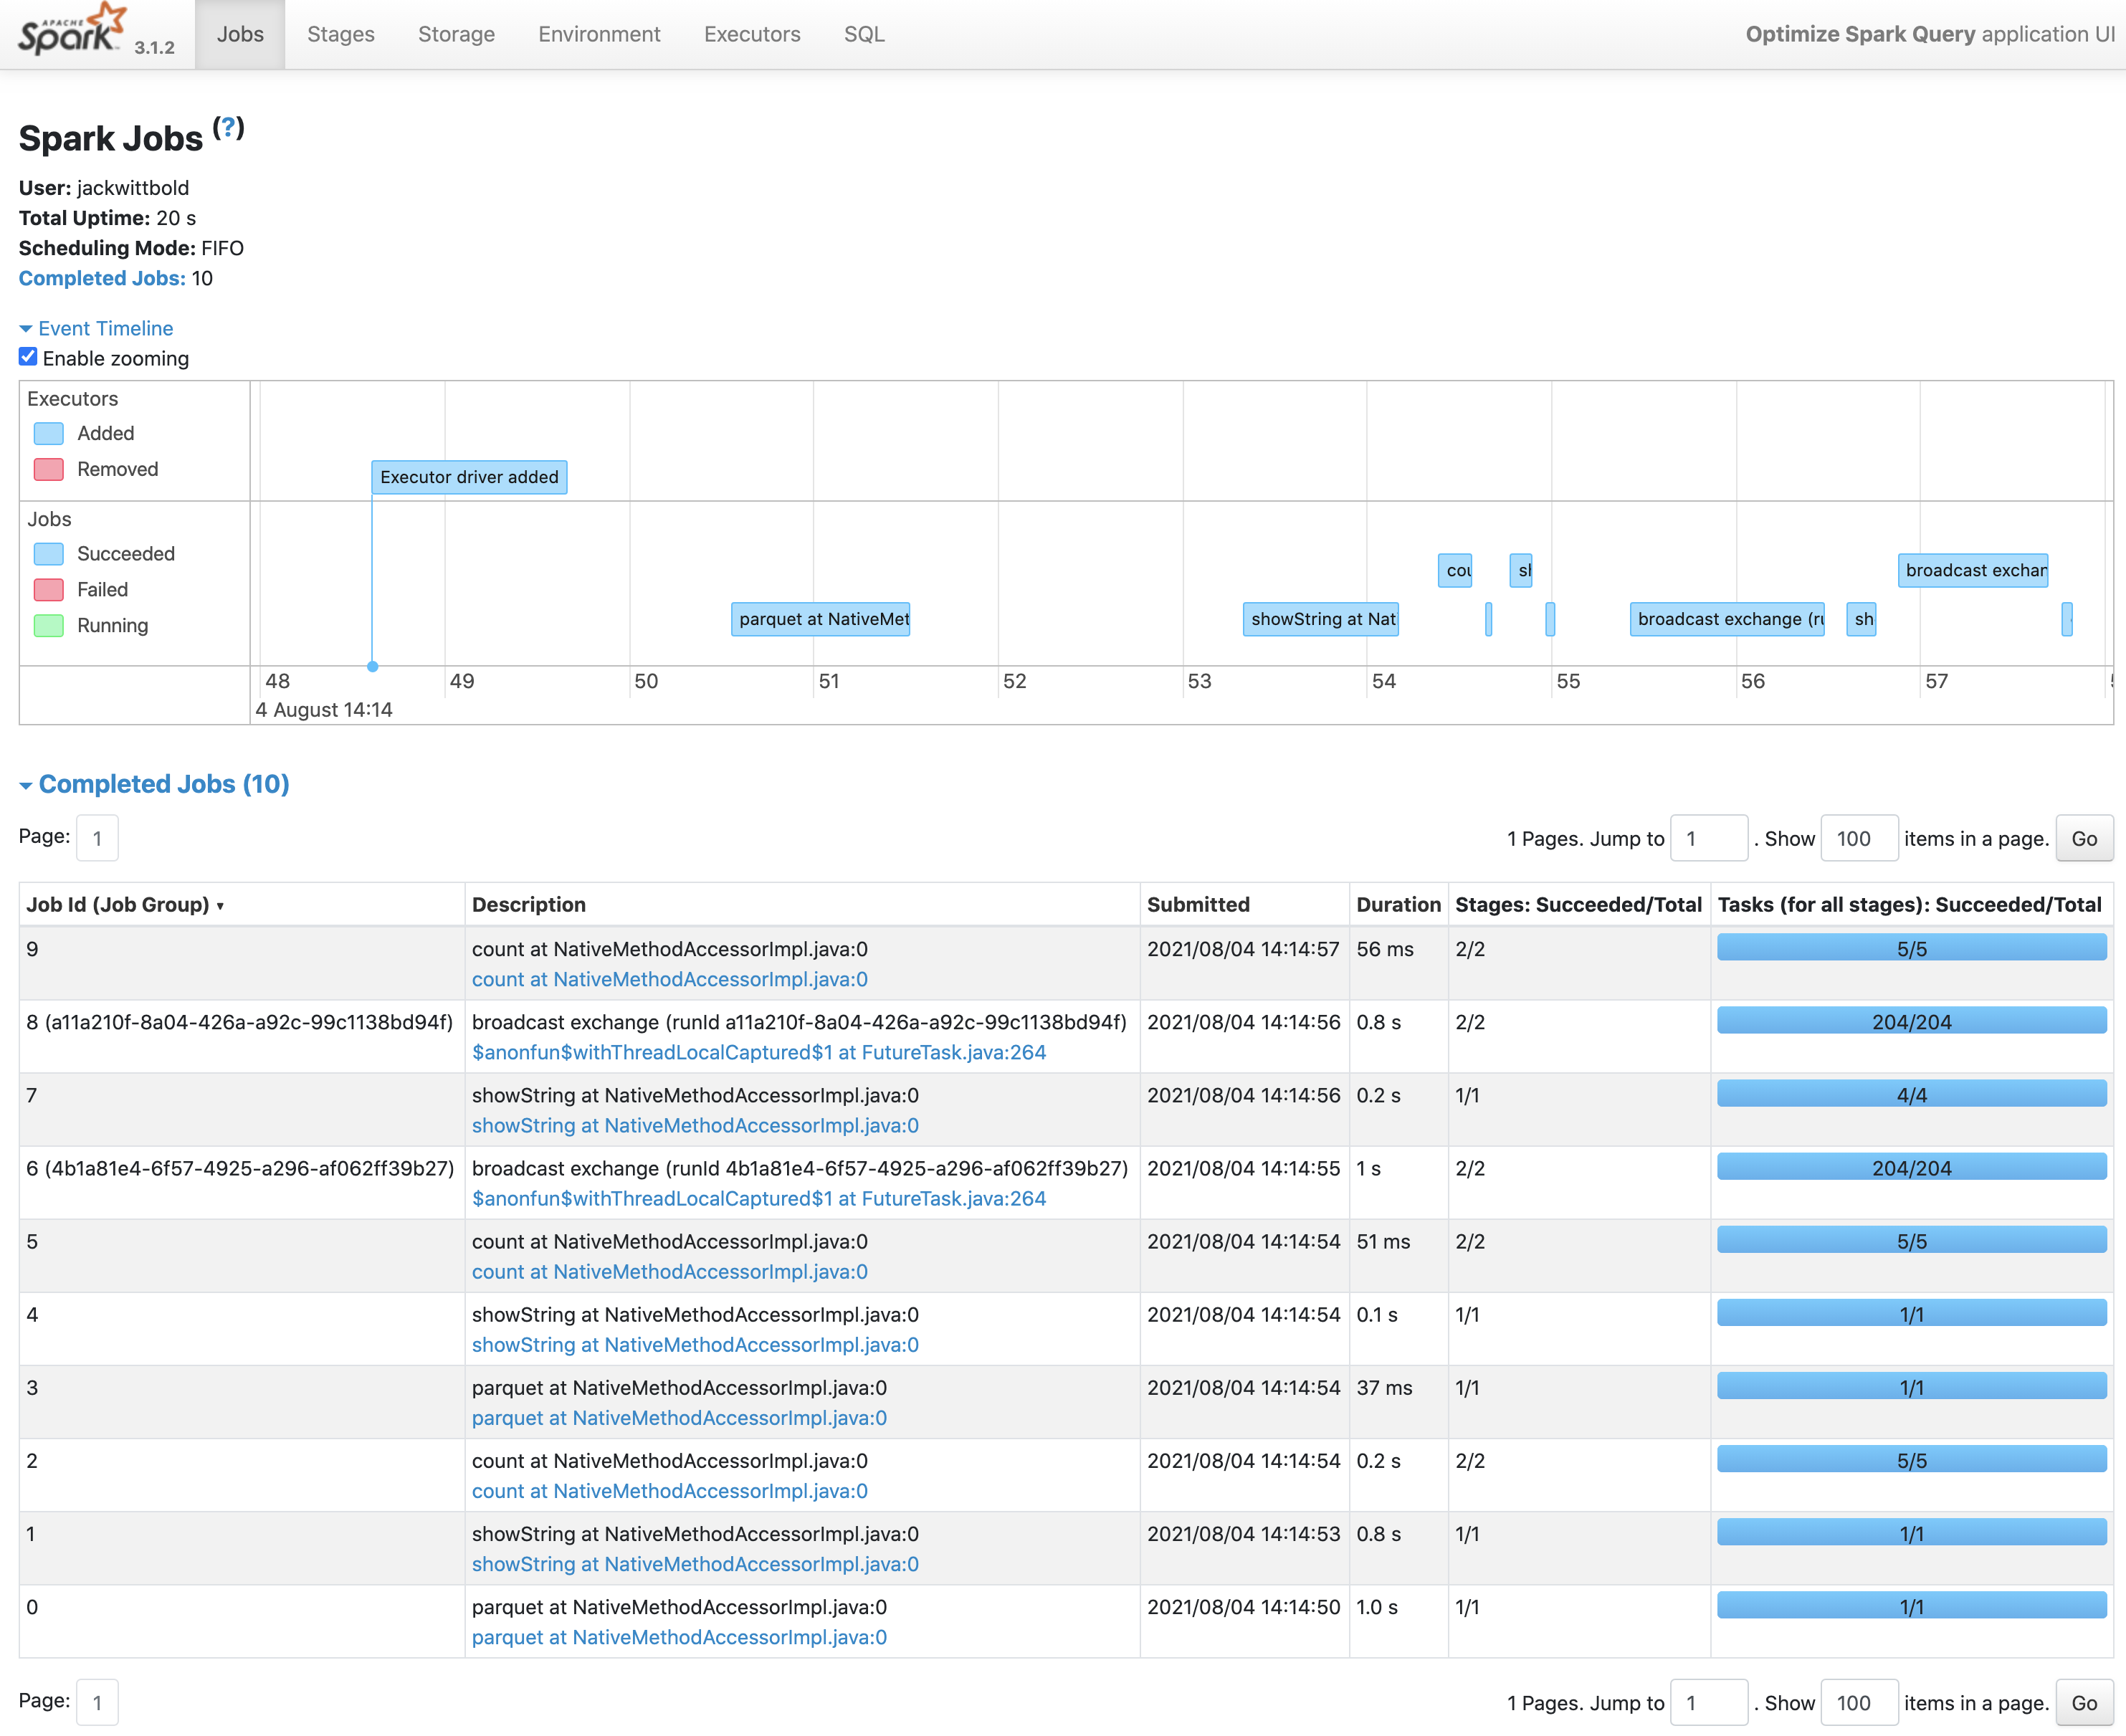 APACHE Spark 3.1.2 Jobs Stages Storage Environment Executors SQL Optimize Spark Query application UI
Spark Jobs (?)
User: jackwittbold
Total Uptime: 20 s
Scheduling Mode: FIFO
Completed Jobs: 10
Event Timeline
Enable zooming
Executors
Added
Removed
Executor driver added
Jobs
Succeeded
Failed
Running
cou
sh
broadcast exchan
parquet at NativeMet
showString at Nat
broadcast exchange (ru
sh
48 49 50 51 52 53 54 55 56 57
4 August 14:14
Completed Jobs (10)
Page: 1 1 Pages. Jump to 1 . Show 100 items in a page. Go
Job Id (Job Group) ▾ Description Submitted Duration Stages: Succeeded/Total Tasks (for all stages): Succeeded/Total
9 count at NativeMethodAccessorImpl.java:0 2021/08/04 14:14:57 56 ms 2/2 5/5
count at NativeMethodAccessorImpl.java:0
8 (a11a210f-8a04-426a-a92c-99c1138bd94f) broadcast exchange (runId a11a210f-8a04-426a-a92c-99c1138bd94f) 2021/08/04 14:14:56 0.8 s 2/2 204/204
$anonfun$withThreadLocalCaptured$1 at FutureTask.java:264
7 showString at NativeMethodAccessorImpl.java:0 2021/08/04 14:14:56 0.2 s 1/1 4/4
showString at NativeMethodAccessorImpl.java:0
6 (4b1a81e4-6f57-4925-a296-af062ff39b27) broadcast exchange (runId 4b1a81e4-6f57-4925-a296-af062ff39b27) 2021/08/04 14:14:55 1 s 2/2 204/204
$anonfun$withThreadLocalCaptured$1 at FutureTask.java:264
5 count at NativeMethodAccessorImpl.java:0 2021/08/04 14:14:54 51 ms 2/2 5/5
count at NativeMethodAccessorImpl.java:0
4 showString at NativeMethodAccessorImpl.java:0 2021/08/04 14:14:54 0.1 s 1/1 1/1
showString at NativeMethodAccessorImpl.java:0
3 parquet at NativeMethodAccessorImpl.java:0 2021/08/04 14:14:54 37 ms 1/1 1/1
parquet at NativeMethodAccessorImpl.java:0
2 count at NativeMethodAccessorImpl.java:0 2021/08/04 14:14:54 0.2 s 2/2 5/5
count at NativeMethodAccessorImpl.java:0
1 showString at NativeMethodAccessorImpl.java:0 2021/08/04 14:14:53 0.8 s 1/1 1/1
showString at NativeMethodAccessorImpl.java:0
0 parquet at NativeMethodAccessorImpl.java:0 2021/08/04 14:14:50 1.0 s 1/1 1/1
parquet at NativeMethodAccessorImpl.java:0
Page: 1 1 Pages. Jump to 1 . Show 100 items in a page. Go